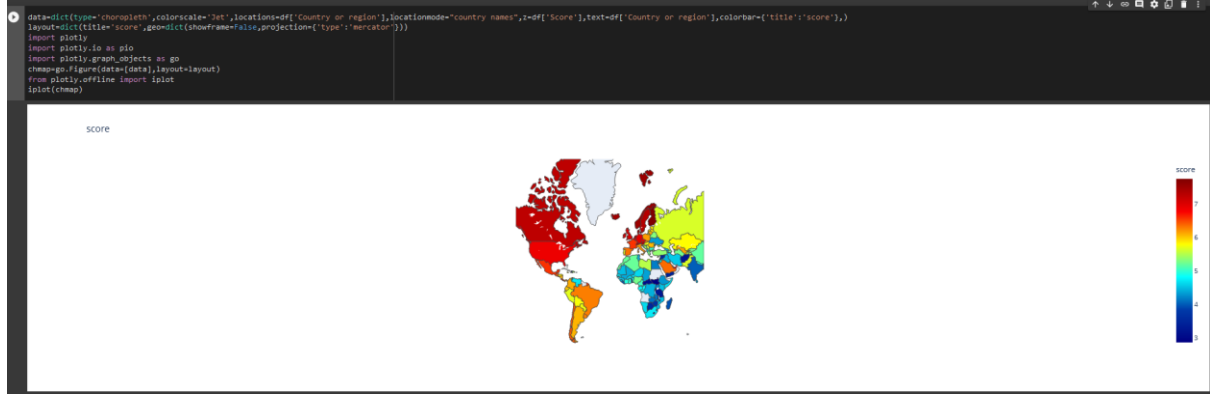 data=dict(type='choropleth',colorscale='Jet',locations=df['Country or region'],locationmode="country names",z=df['Score'],text=df['Country or region'],colorbar={'title':'score'},)
layout=dict(title='score',geo=dict(showframe=False,projection={'type':'mercator'}))
import plotly
import plotly.io as pio
import plotly.graph_objects as go
chmap=go.Figure(data=[data],layout=layout)
from plotly.offline import iplot
iplot(chmap)
score
score
7
6
5
4
3